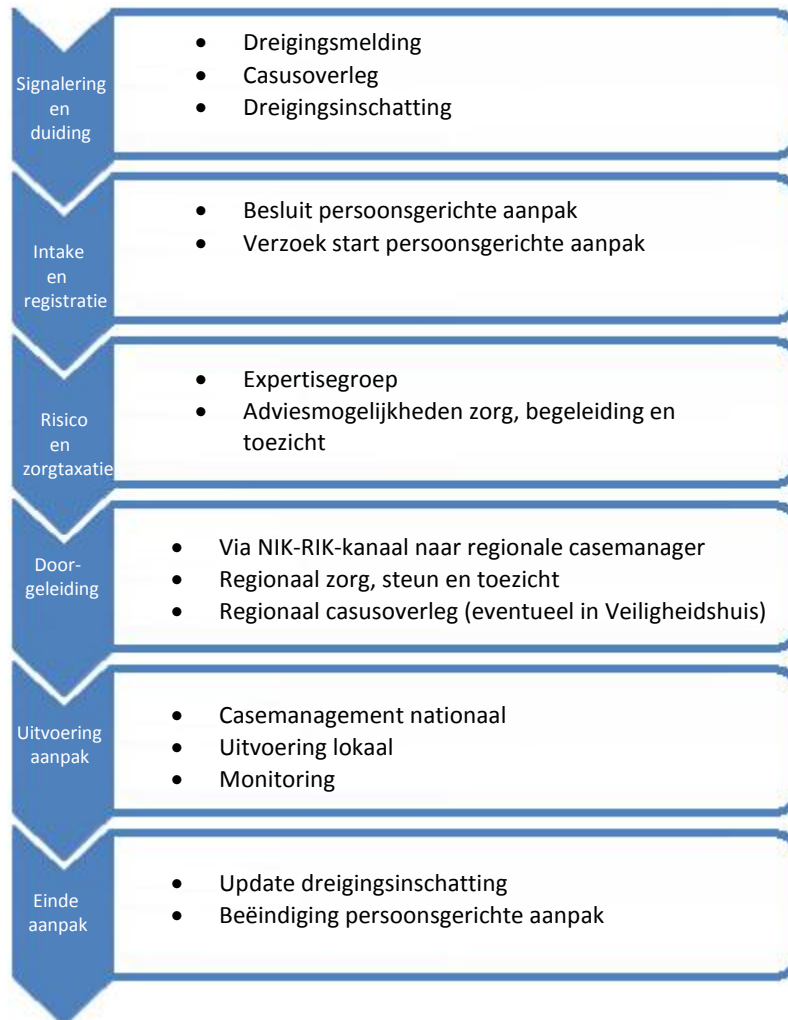 Signalering
en
duiding
• Dreigingsmelding
• Casusoverleg
• Dreigingsinschatting
Intake
en
registratie
• Besluit persoonsgerichte aanpak
• Verzoek start persoonsgerichte aanpak
Risico
en
zorgtaxatie
• Expertisegroep
• Adviesmogelijkheden zorg, begeleiding en
toezicht
Door-
geleiding
• Via NIK-RIK-kanaal naar regionale casemanager
• Regionaal zorg, steun en toezicht
• Regionaal casusoverleg (eventueel in Veiligheidshuis)
Uitvoering
aanpak
• Casemanagement nationaal
• Uitvoering lokaal
• Monitoring
Einde
aanpak
• Update dreigingsinschatting
• Beëindiging persoonsgerichte aanpak